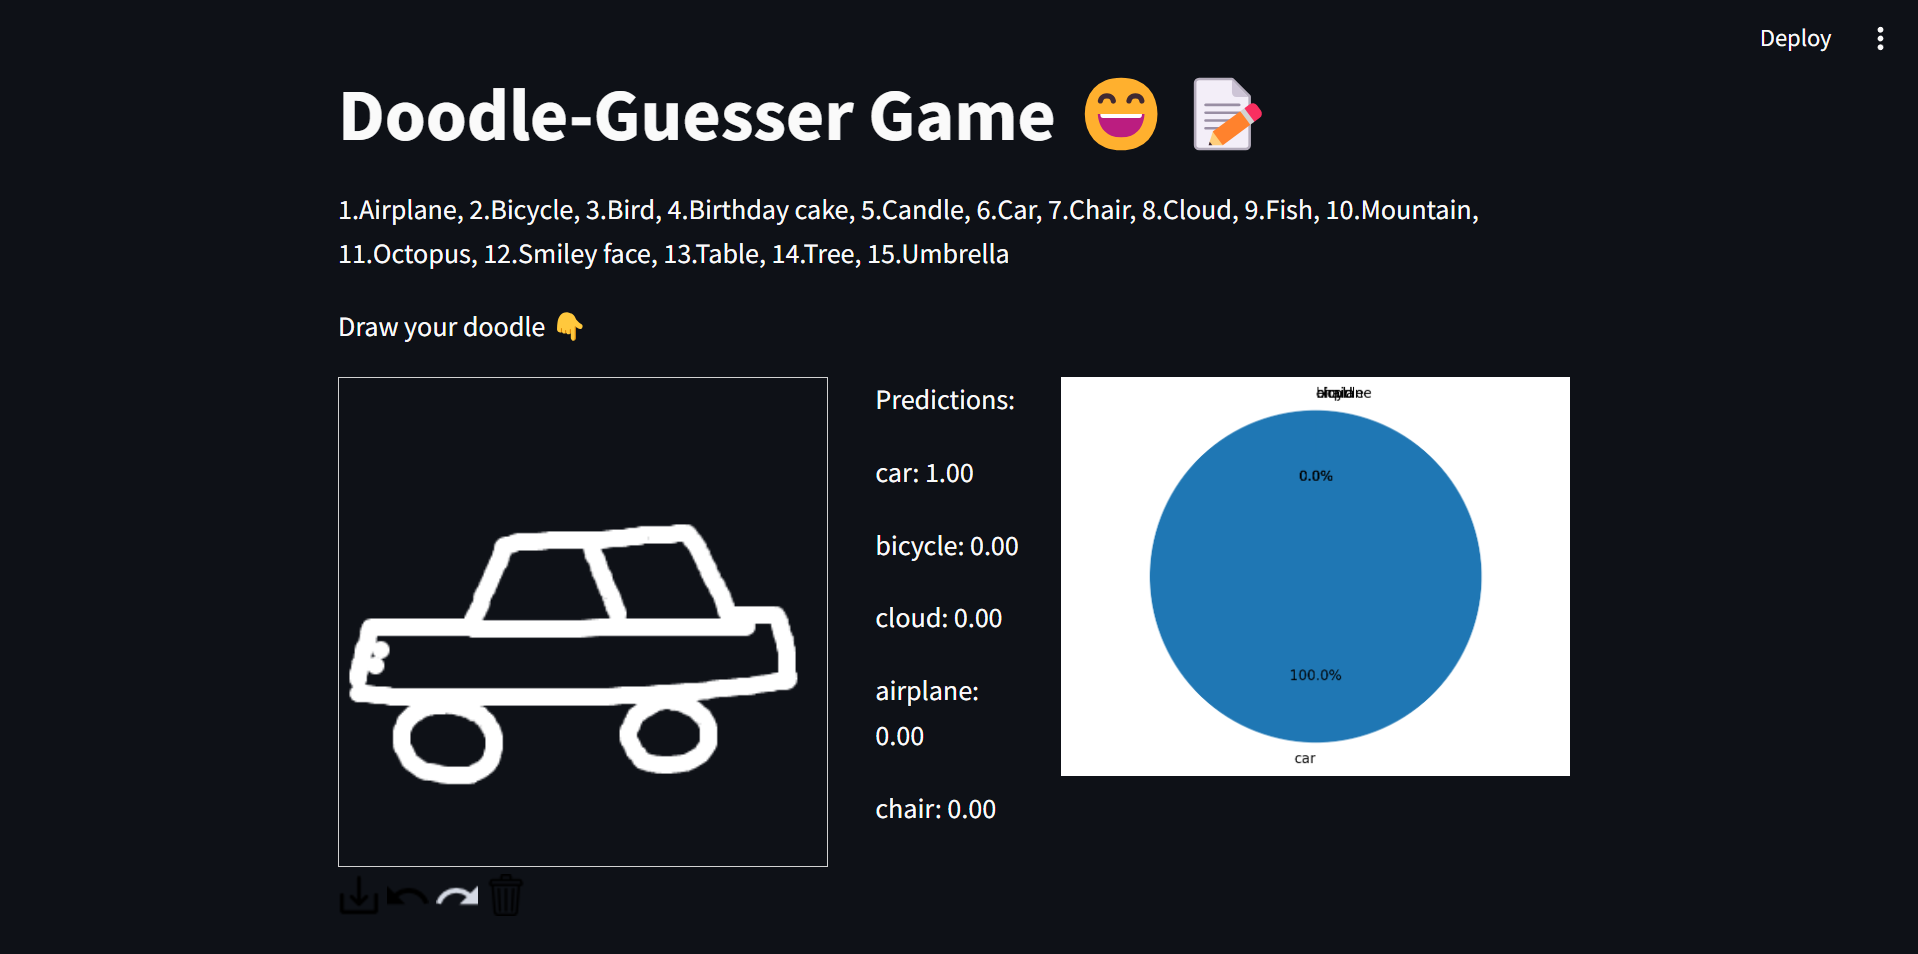 Deploy
Doodle-Guesser Game 😄 📝
1.Airplane, 2.Bicycle, 3.Bird, 4.Birthday cake, 5.Candle, 6.Car, 7.Chair, 8.Cloud, 9.Fish, 10.Mountain,
11.Octopus, 12.Smiley face, 13.Table, 14.Tree, 15.Umbrella
Draw your doodle 👇
Predictions:
car: 1.00
bicycle: 0.00
cloud: 0.00
airplane:
0.00
chair: 0.00
0.0%
100.0%
car